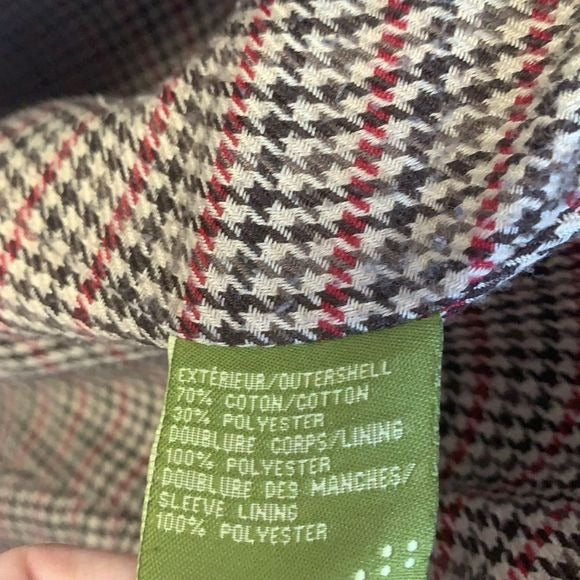 EXTÉRIEUR/OUTERSHELL
70% COTON/COTTON
30% POLYESTER
DOUBLURE CORPS/LINING
100% POLYESTER
DOUBLURE DES MANCHES/
SLEEVE LINING
100% POLYESTER